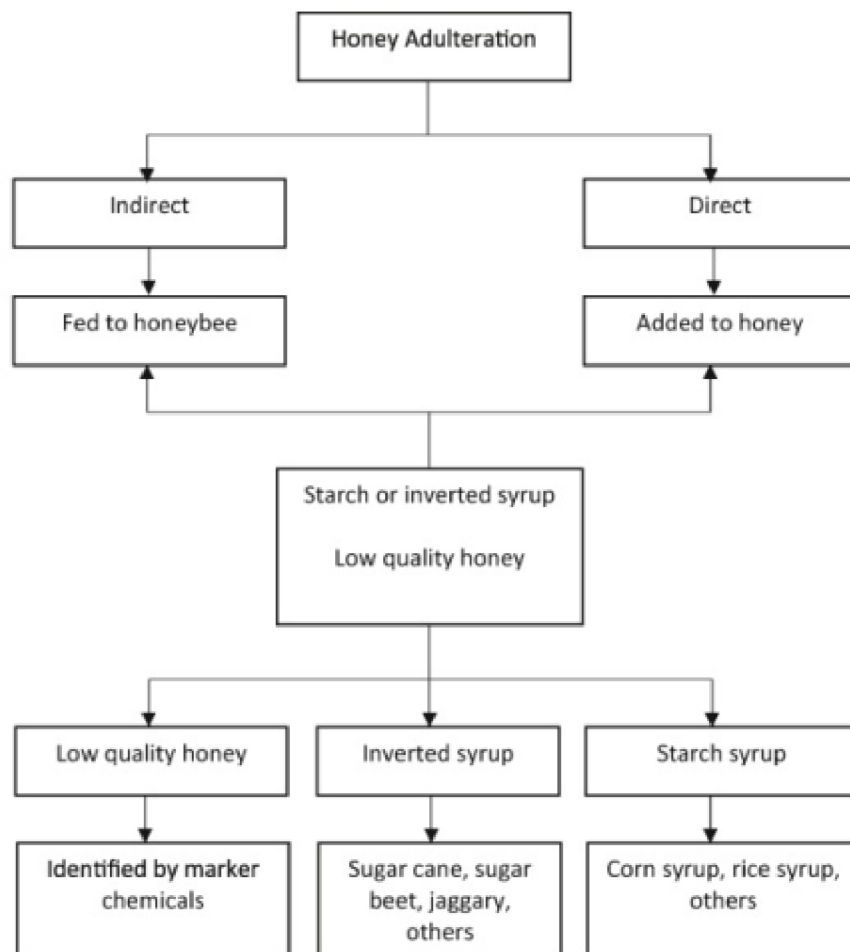 Honey Adulteration
Indirect
Direct
Fed to honeybee
Added to honey
Starch or inverted syrup
Low quality honey
Low quality honey
Inverted syrup
Starch syrup
Identified by marker
chemicals
Sugar cane, sugar
beet, jaggary,
others
Corn syrup, rice syrup,
others